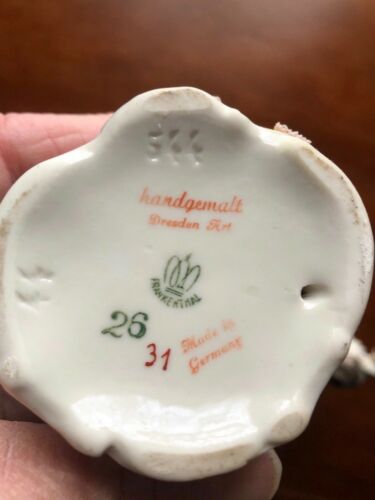 handgemalt
Dresden Art
FRANKENTHAL
26
31
Made in
Germany